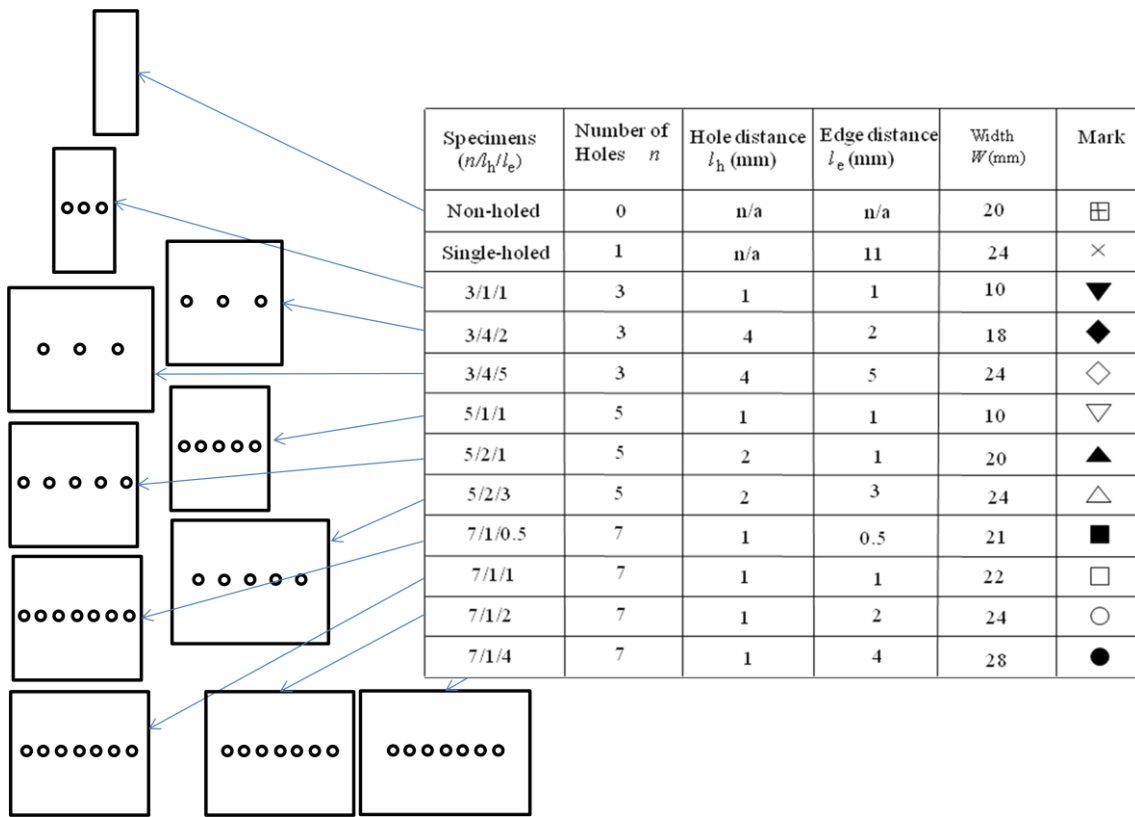 Specimens (n/lh/le) Number of Holes n Hole distance lh (mm) Edge distance le (mm) Width W (mm) Mark
Non-holed 0 n/a n/a 20
Single-holed 1 n/a 11 24
3/1/1 3 1 1 10
3/4/2 3 4 2 18
3/4/5 3 4 5 24
5/1/1 5 1 1 10
5/2/1 5 2 1 20
5/2/3 5 2 3 24
7/1/0.5 7 1 0.5 21
7/1/1 7 1 1 22
7/1/2 7 1 2 24
7/1/4 7 1 4 28